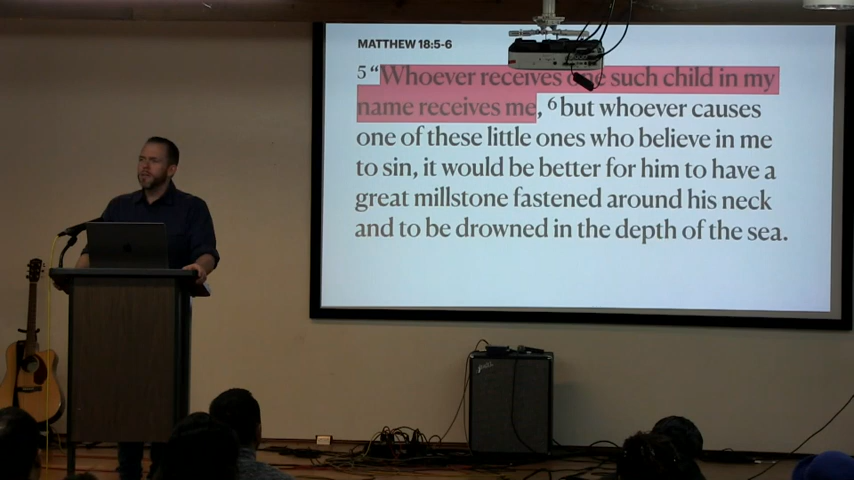 MATTHEW 18:5-6
5 “Whoever receives one such child in my
name receives me, 6 but whoever causes
one of these little ones who believe in me
to sin, it would be better for him to have a
great millstone fastened around his neck
and to be drowned in the depth of the sea.
Fender